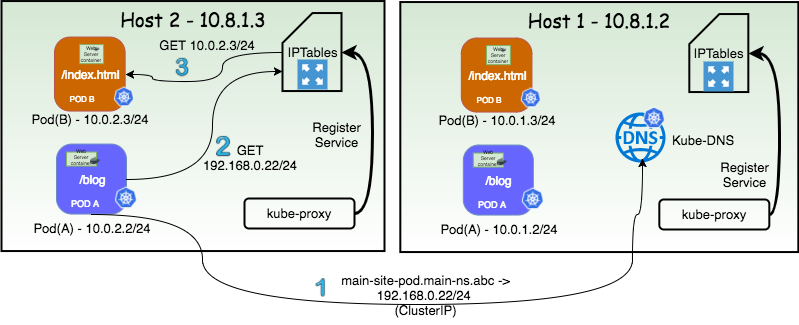 Host 2 - 10.8.1.3
GET 10.0.2.3/24
IPTables
Web
Server
container
/index.html
POD B
3
Pod(B) - 10.0.2.3/24
2 GET
192.168.0.22/24
Register
Service
Web
Server
container
/blog
POD A
kube-proxy
Pod(A) - 10.0.2.2/24
Host 1 - 10.8.1.2
IPTables
Web
Server
container
/index.html
POD B
Pod(B) - 10.0.1.3/24
DNS
Kube-DNS
Register
Service
Web
Server
container
/blog
POD A
kube-proxy
Pod(A) - 10.0.1.2/24
1
main-site-pod.main-ns.abc ->
192.168.0.22/24
(ClusterIP)